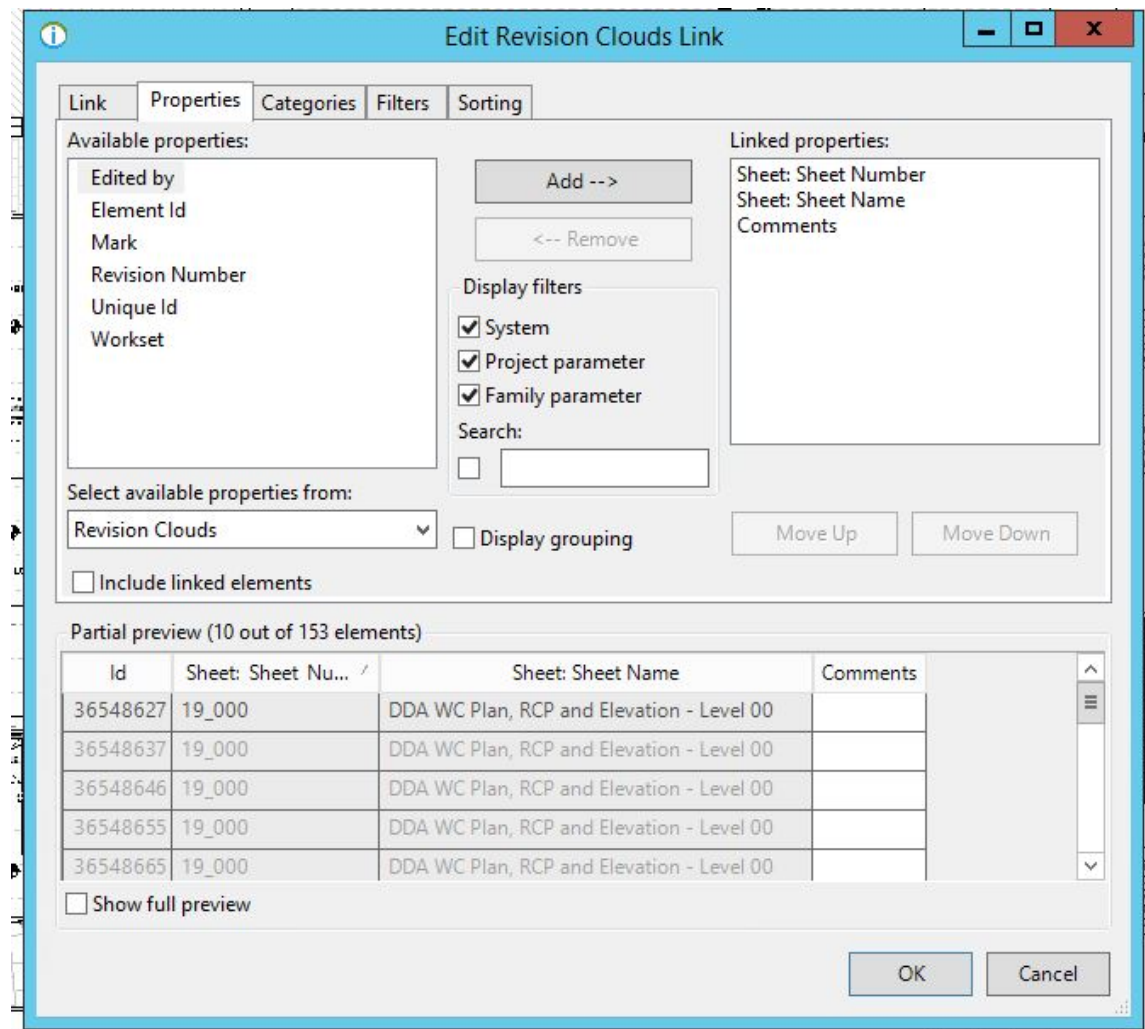 Edit Revision Clouds Link
Link Properties Categories Filters Sorting
Available properties:
Edited by
Element Id
Mark
Revision Number
Unique Id
Workset
Select available properties from:
Revision Clouds
Include linked elements
Add -->
<-- Remove
Display filters
System
Project parameter
Family parameter
Search:
Display grouping
Linked properties:
Sheet: Sheet Number
Sheet: Sheet Name
Comments
Move Up Move Down
Partial preview (10 out of 153 elements)
Id Sheet: Sheet Nu... Sheet: Sheet Name Comments
36548627 19_000 DDA WC Plan, RCP and Elevation - Level 00
36548637 19_000 DDA WC Plan, RCP and Elevation - Level 00
36548646 19_000 DDA WC Plan, RCP and Elevation - Level 00
36548655 19_000 DDA WC Plan, RCP and Elevation - Level 00
36548665 19_000 DDA WC Plan, RCP and Elevation - Level 00
Show full preview
OK Cancel